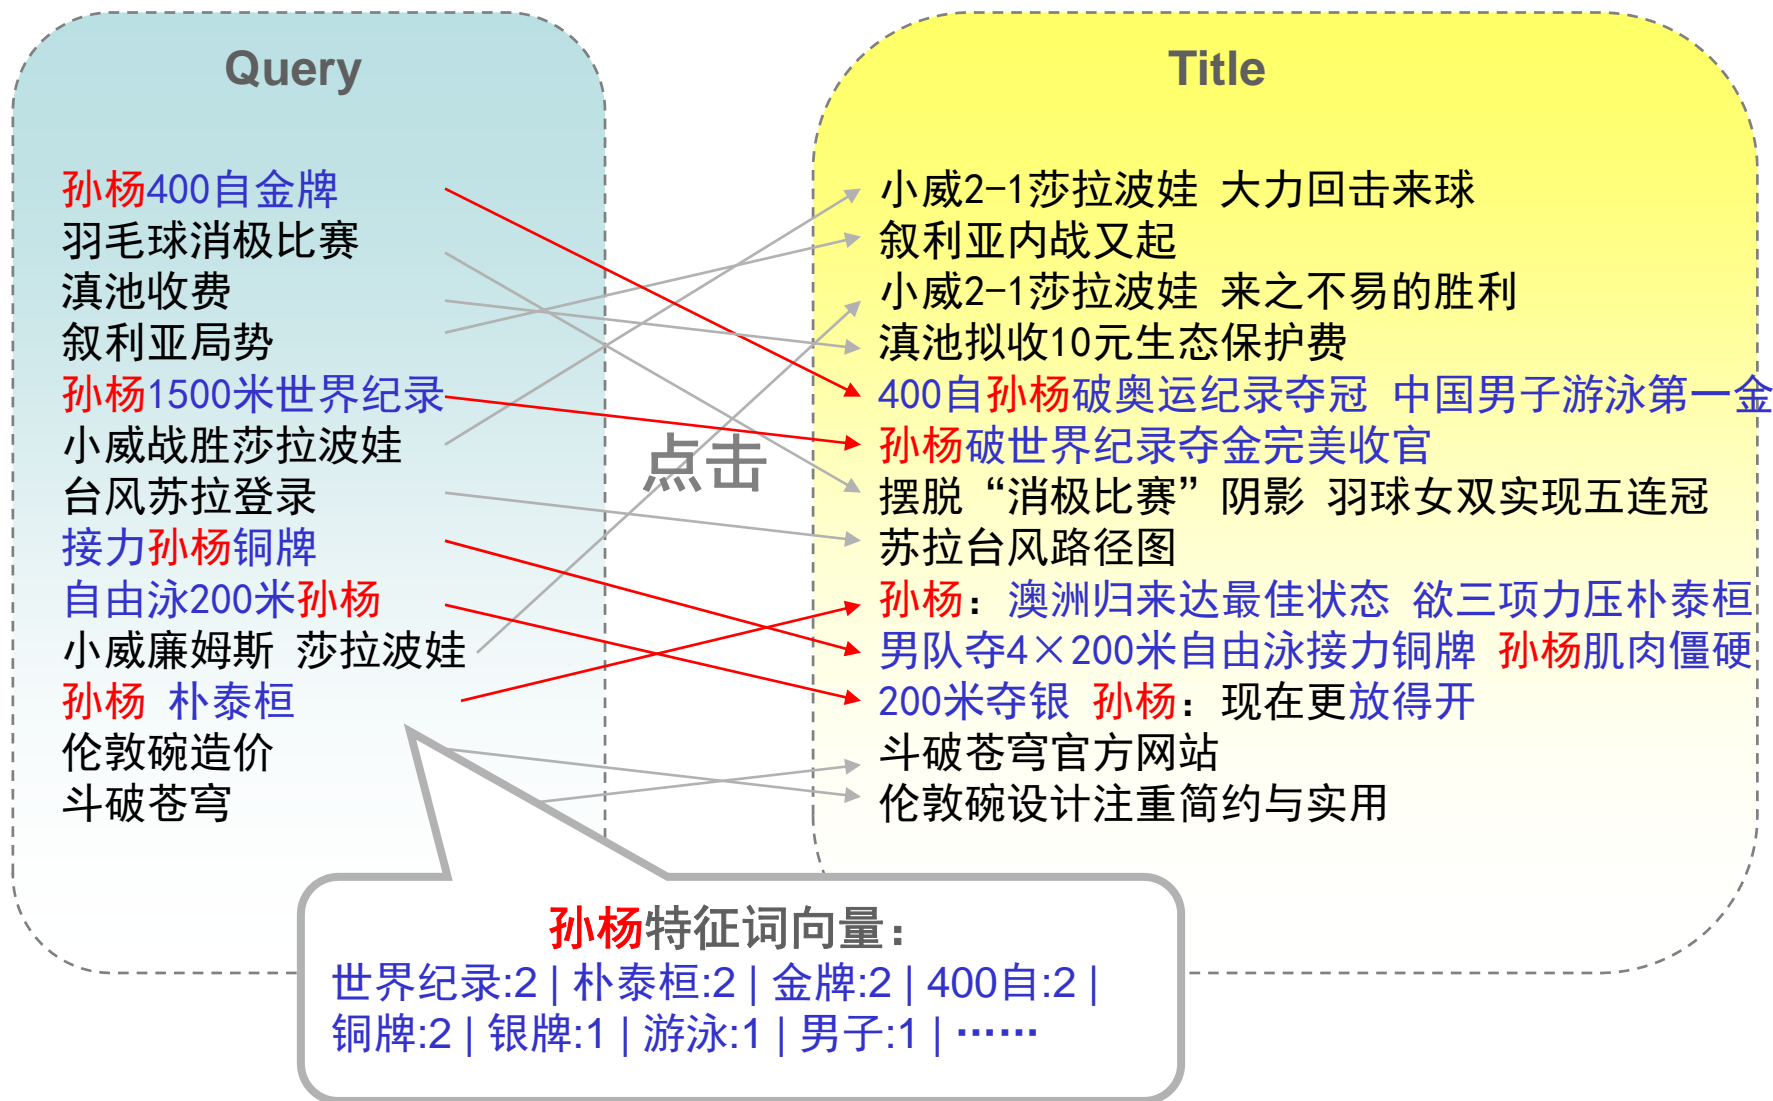 Query
孙杨400自金牌
羽毛球消极比赛
滇池收费
叙利亚局势
孙杨1500米世界纪录
小威战胜莎拉波娃
台风苏拉登录
接力孙杨铜牌
自由泳200米孙杨
小威廉姆斯 莎拉波娃
孙杨 朴泰桓
伦敦碗造价
斗破苍穹
点击
Title
小威2-1莎拉波娃 大力回击来球
叙利亚内战又起
小威2-1莎拉波娃 来之不易的胜利
滇池拟收10元生态保护费
400自孙杨破奥运纪录夺冠 中国男子游泳第一金
孙杨破世界纪录夺金完美收官
摆脱“消极比赛”阴影 羽球女双实现五连冠
苏拉台风路径图
孙杨：澳洲归来达最佳状态 欲三项力压朴泰桓
男队夺4×200米自由泳接力铜牌 孙杨肌肉僵硬
200米夺银 孙杨：现在更放得开
斗破苍穹官方网站
伦敦碗设计注重简约与实用
孙杨特征词向量：
世界纪录:2 | 朴泰桓:2 | 金牌:2 | 400自:2 |
铜牌:2 | 银牌:1 | 游泳:1 | 男子:1 | ……